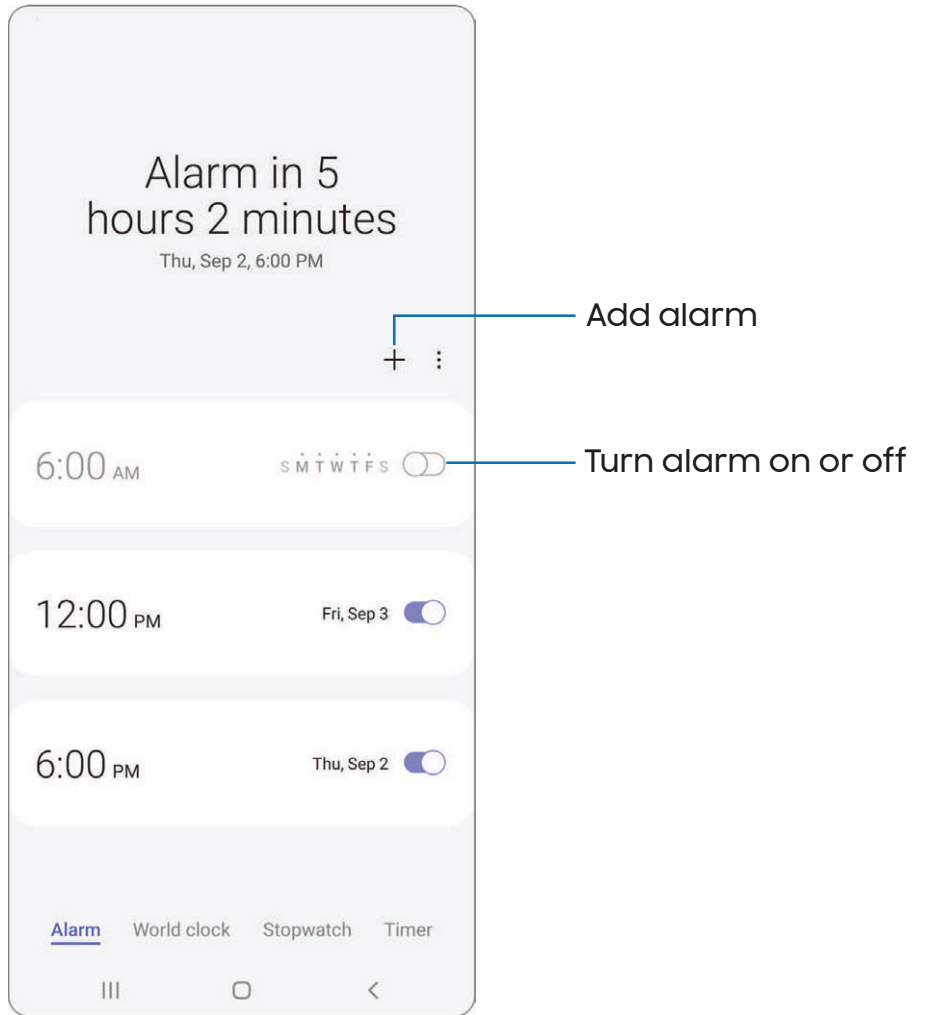 Alarm in 5
hours 2 minutes
Thu, Sep 2, 6:00 PM
Add alarm
6:00 AM
S M T W T F S
Turn alarm on or off
12:00 PM
Fri, Sep 3
6:00 PM
Thu, Sep 2
Alarm World clock Stopwatch Timer